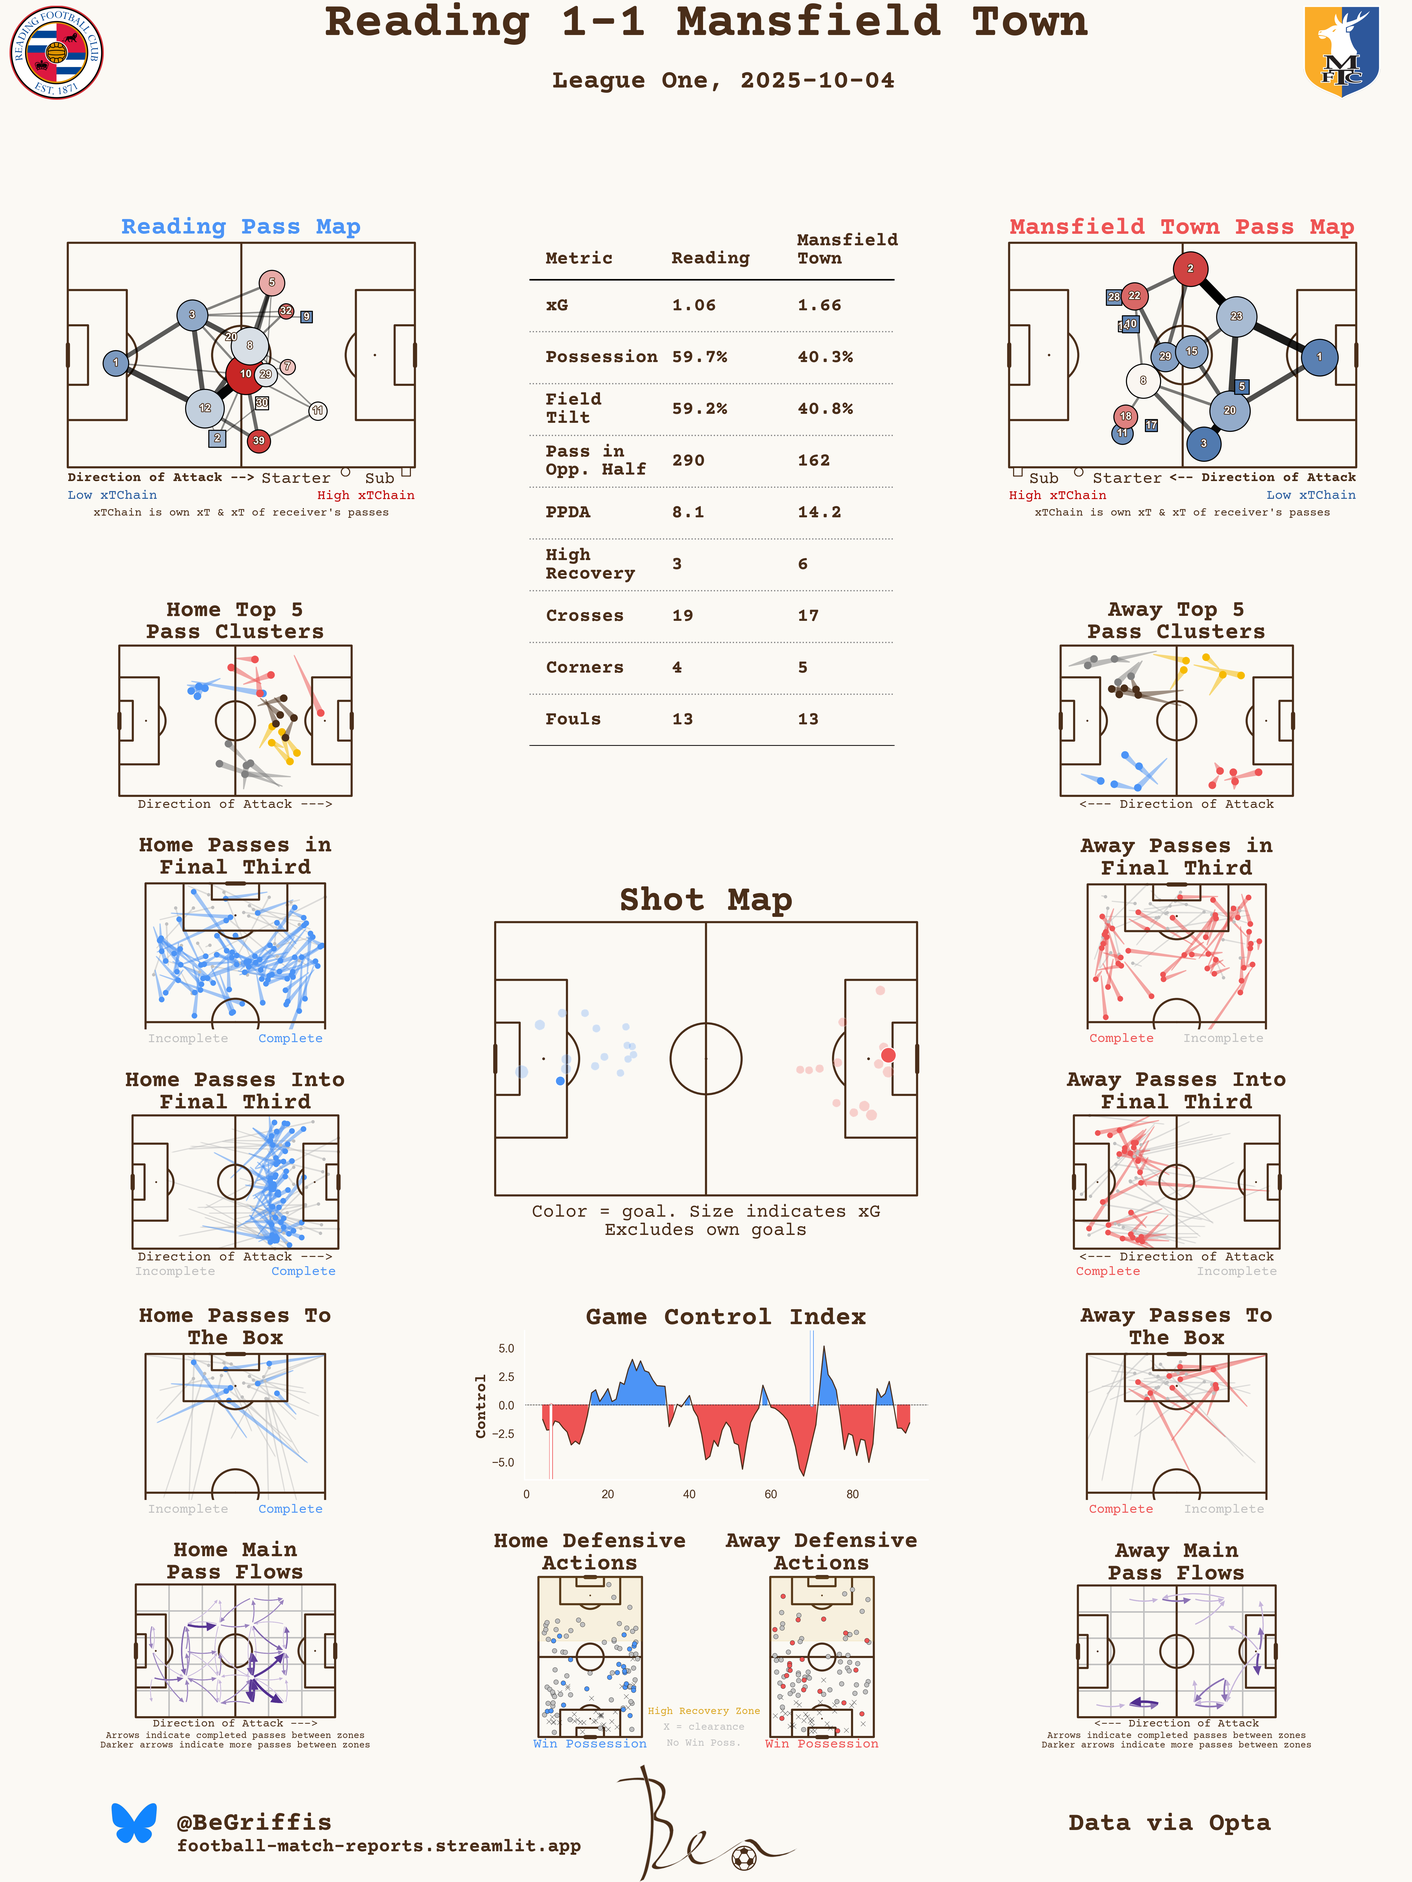 Reading 1-1 Mansfield Town
League One, 2025-10-04
READING FOOTBALL CLUB
EST. 1871
M
F T C
Reading Pass Map
5
32
9
3
20
8
1
7
10
29
30
12
11
2
39
Direction of Attack --> Starter Sub
Low xTChain High xTChain
xTChain is own xT & xT of receiver's passes
Metric Reading Mansfield
Town
xG 1.06 1.66
Possession 59.7% 40.3%
Field
Tilt 59.2% 40.8%
Pass in
Opp. Half 290 162
PPDA 8.1 14.2
High
Recovery 3 6
Crosses 19 17
Corners 4 5
Fouls 13 13
Mansfield Town Pass Map
2
28
22
23
10
29
15
1
8
5
18
20
17
11
3
Sub Starter <-- Direction of Attack
High xTChain Low xTChain
xTChain is own xT & xT of receiver's passes
Home Top 5
Pass Clusters
Direction of Attack --->
Away Top 5
Pass Clusters
<--- Direction of Attack
Home Passes in
Final Third
Incomplete Complete
Away Passes in
Final Third
Complete Incomplete
Shot Map
Color = goal. Size indicates xG
Excludes own goals
Home Passes Into
Final Third
Direction of Attack --->
Incomplete Complete
Away Passes Into
Final Third
<--- Direction of Attack
Complete Incomplete
Game Control Index
Control
5.0
2.5
0.0
−2.5
−5.0
0 20 40 60 80
Home Passes To
The Box
Incomplete Complete
Away Passes To
The Box
Complete Incomplete
Home Main
Pass Flows
Direction of Attack --->
Arrows indicate completed passes between zones
Darker arrows indicate more passes between zones
Home Defensive
Actions
Win Possession
High Recovery Zone
X = clearance
No Win Poss.
Away Defensive
Actions
Win Possession
Away Main
Pass Flows
<--- Direction of Attack
Arrows indicate completed passes between zones
Darker arrows indicate more passes between zones
@BeGriffis
football-match-reports.streamlit.app
Ben
Data via Opta